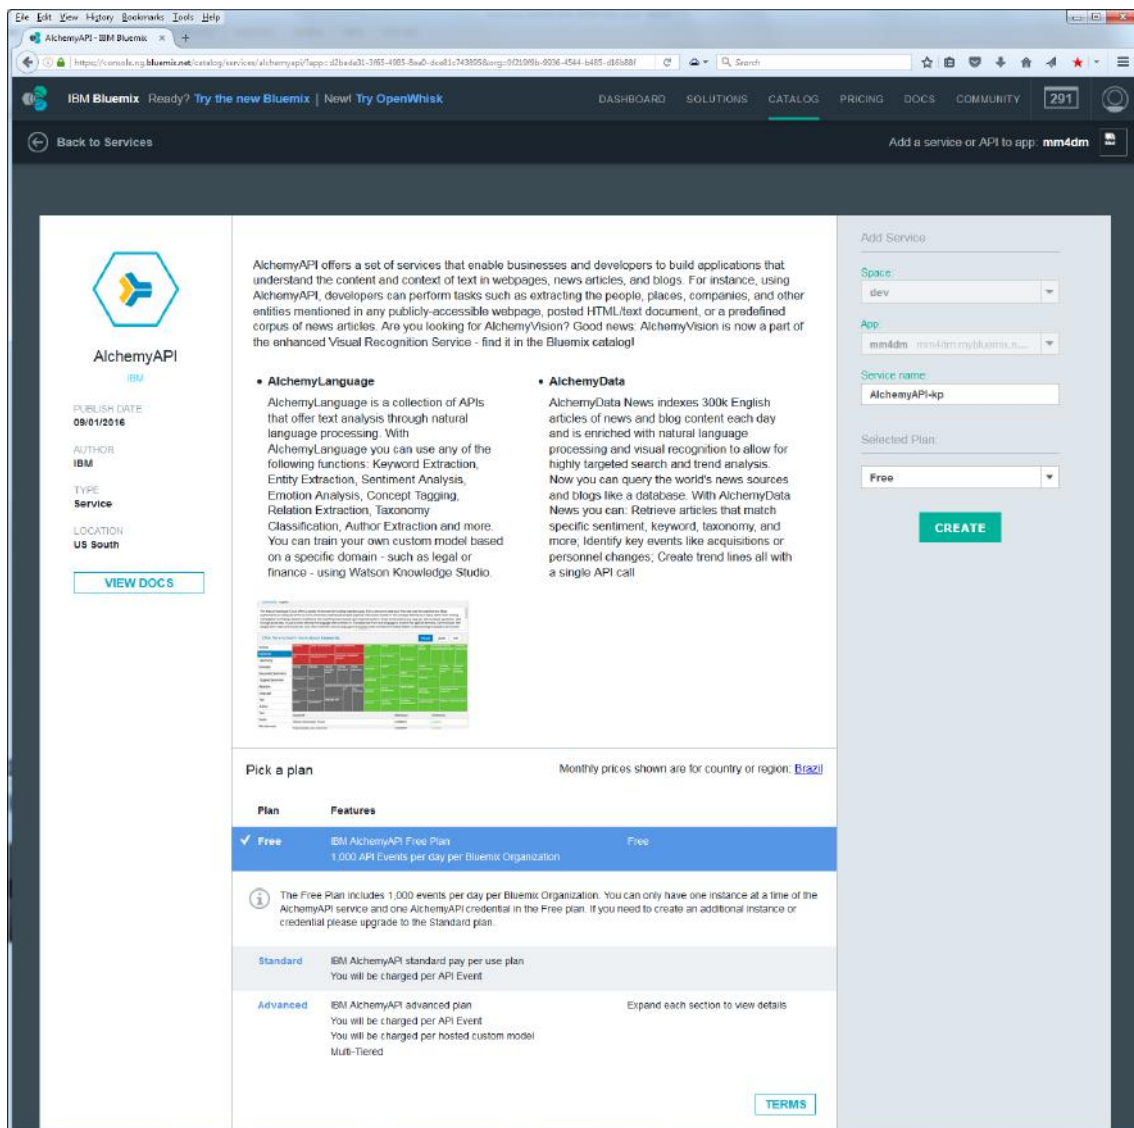 File Edit View History Bookmarks Tools Help
AlchemyAPI - IBM Bluemix × +
Search
IBM Bluemix Ready? Try the new Bluemix | New! Try OpenWhisk DASHBOARD SOLUTIONS CATALOG PRICING DOCS COMMUNITY 291
Back to Services Add a service or API to app: mm4dm
AlchemyAPI
IBM
PUBLISH DATE
09/01/2016
AUTHOR
IBM
TYPE
Service
LOCATION
US South
VIEW DOCS
AlchemyAPI offers a set of services that enable businesses and developers to build applications that
understand the content and context of text in webpages, news articles, and blogs. For instance, using
AlchemyAPI, developers can perform tasks such as extracting the people, places, companies, and other
entities mentioned in any publicly-accessible webpage, posted HTML/text document, or a predefined
corpus of news articles. Are you looking for AlchemyVision? Good news: AlchemyVision is now a part of
the enhanced Visual Recognition Service - find it in the Bluemix catalog!
• AlchemyLanguage
AlchemyLanguage is a collection of APIs
that offer text analysis through natural
language processing. With
AlchemyLanguage you can use any of the
following functions: Keyword Extraction,
Entity Extraction, Sentiment Analysis,
Emotion Analysis, Concept Tagging,
Relation Extraction, Taxonomy
Classification, Author Extraction and more.
You can train your own custom model based
on a specific domain - such as legal or
finance - using Watson Knowledge Studio.
• AlchemyData
AlchemyData News indexes 300k English
articles of news and blog content each day
and is enriched with natural language
processing and visual recognition to allow for
highly targeted search and trend analysis.
Now you can query the world's news sources
and blogs like a database. With AlchemyData
News you can: Retrieve articles that match
specific sentiment, keyword, taxonomy, and
more; Identify key events like acquisitions or
personnel changes; Create trend lines all with
a single API call
Pick a plan Monthly prices shown are for country or region: Brazil
Plan Features
Free IBM AlchemyAPI Free Plan Free
1,000 API Events per day per Bluemix Organization
The Free Plan includes 1,000 events per day per Bluemix Organization. You can only have one instance at a time of the
AlchemyAPI service and one AlchemyAPI credential in the Free plan. If you need to create an additional instance or
credential please upgrade to the Standard plan.
Standard IBM AlchemyAPI standard pay per use plan
You will be charged per API Event
Advanced IBM AlchemyAPI advanced plan Expand each section to view details
You will be charged per API Event
You will be charged per hosted custom model
Multi-Tiered
TERMS
Add Service
Space:
dev
App:
mm4dm mm4dm.mybluemix.n...
Service name:
AlchemyAPI-kp
Selected Plan:
Free
CREATE